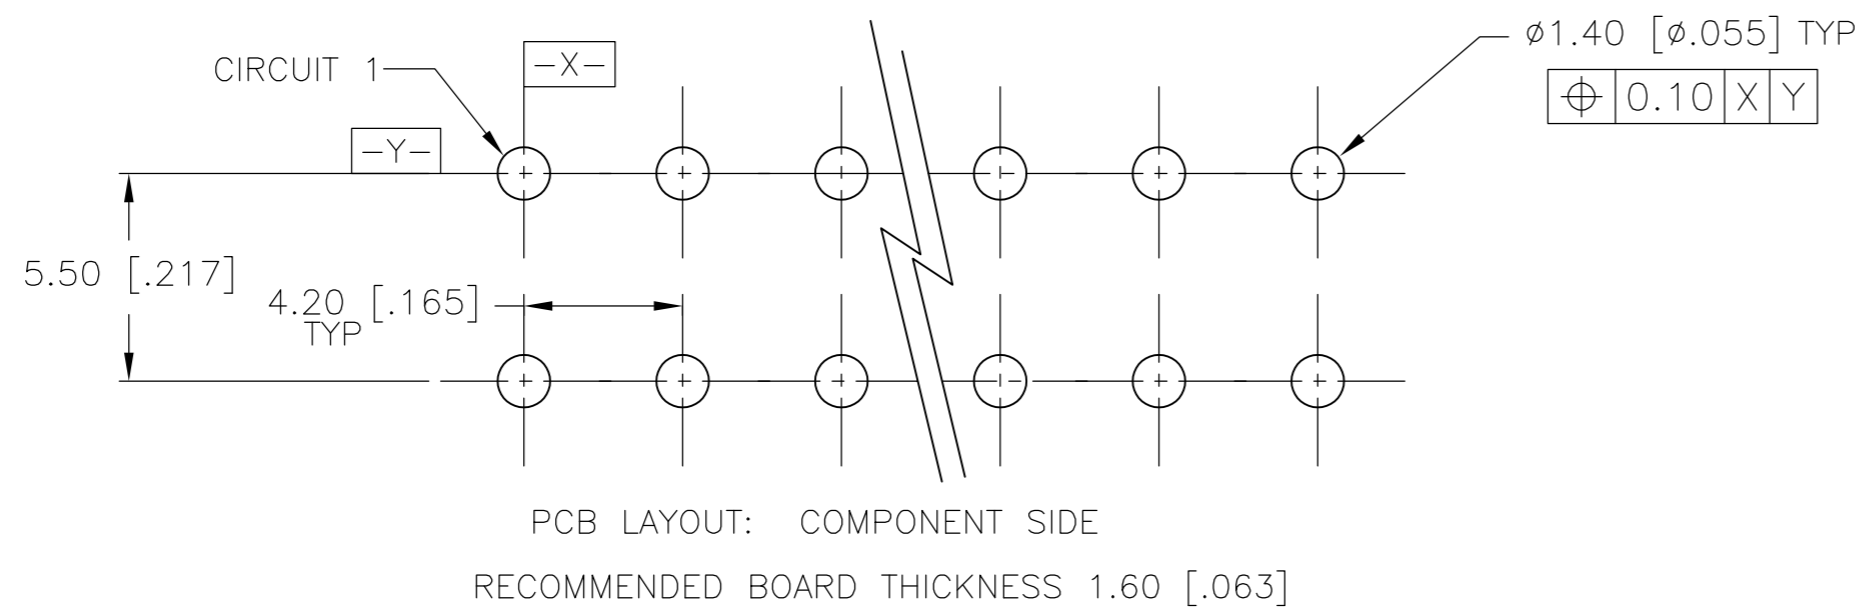 CIRCUIT 1
-X-
ø1.40 [ø.055] TYP
⌖ 0.10 X Y
-Y-
5.50 [.217]
4.20 [.165]
TYP
PCB LAYOUT: COMPONENT SIDE
RECOMMENDED BOARD THICKNESS 1.60 [.063]